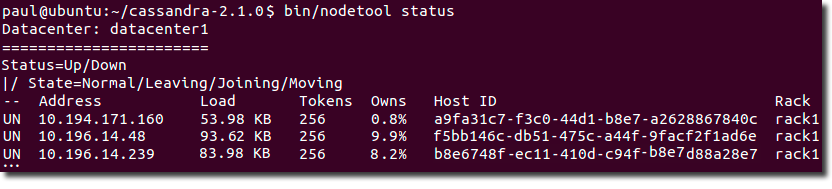 paul@ubuntu:~/cassandra-2.1.0$ bin/nodetool status
Datacenter: datacenter1
=======================
Status=Up/Down
|/ State=Normal/Leaving/Joining/Moving
--  Address  Load  Tokens  Owns  Host ID  Rack
UN  10.194.171.160  53.98 KB  256  0.8%  a9fa31c7-f3c0-44d1-b8e7-a2628867840c  rack1
UN  10.196.14.48  93.62 KB  256  9.9%  f5bb146c-db51-475c-a44f-9facf2f1ad6e  rack1
UN  10.196.14.239  83.98 KB  256  8.2%  b8e6748f-ec11-410d-c94f-b8e7d88a28e7  rack1
...